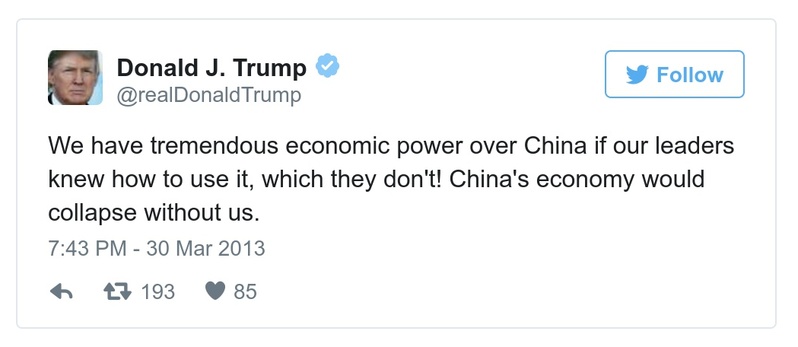 Donald J. Trump
@realDonaldTrump
Follow
We have tremendous economic power over China if our leaders
knew how to use it, which they don't! China's economy would
collapse without us.
7:43 PM - 30 Mar 2013
193 85